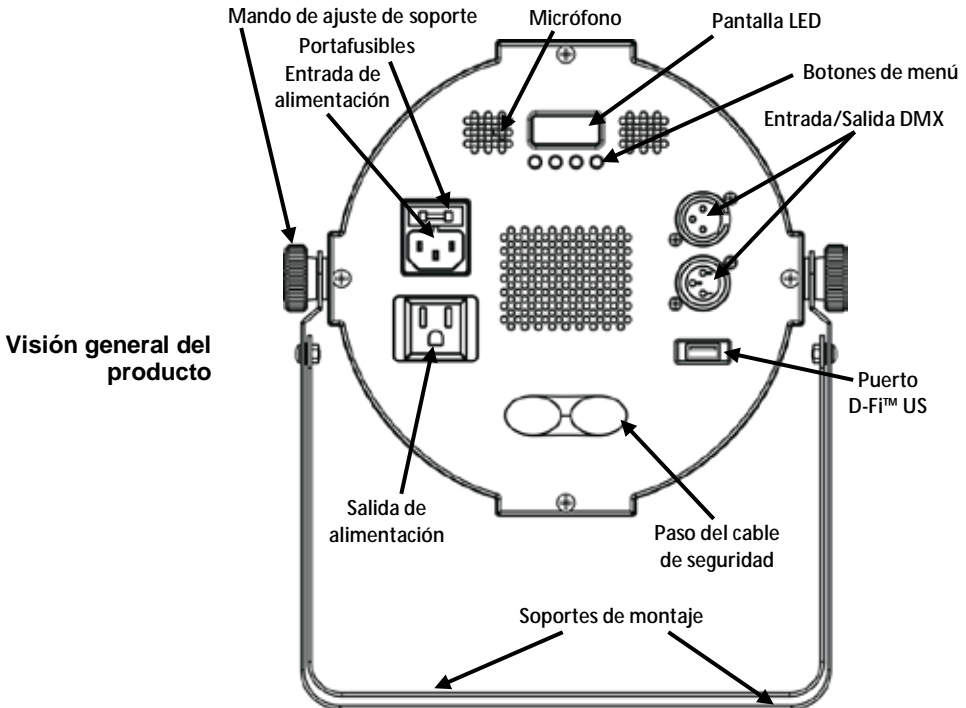 Mando de ajuste de soporte
Portafusibles
Entrada de
alimentación
Micrófono
Pantalla LED
Botones de menú
Entrada/Salida DMX
Visión general del
producto
Puerto
D-Fi™ US
Salida de
alimentación
Paso del cable
de seguridad
Soportes de montaje